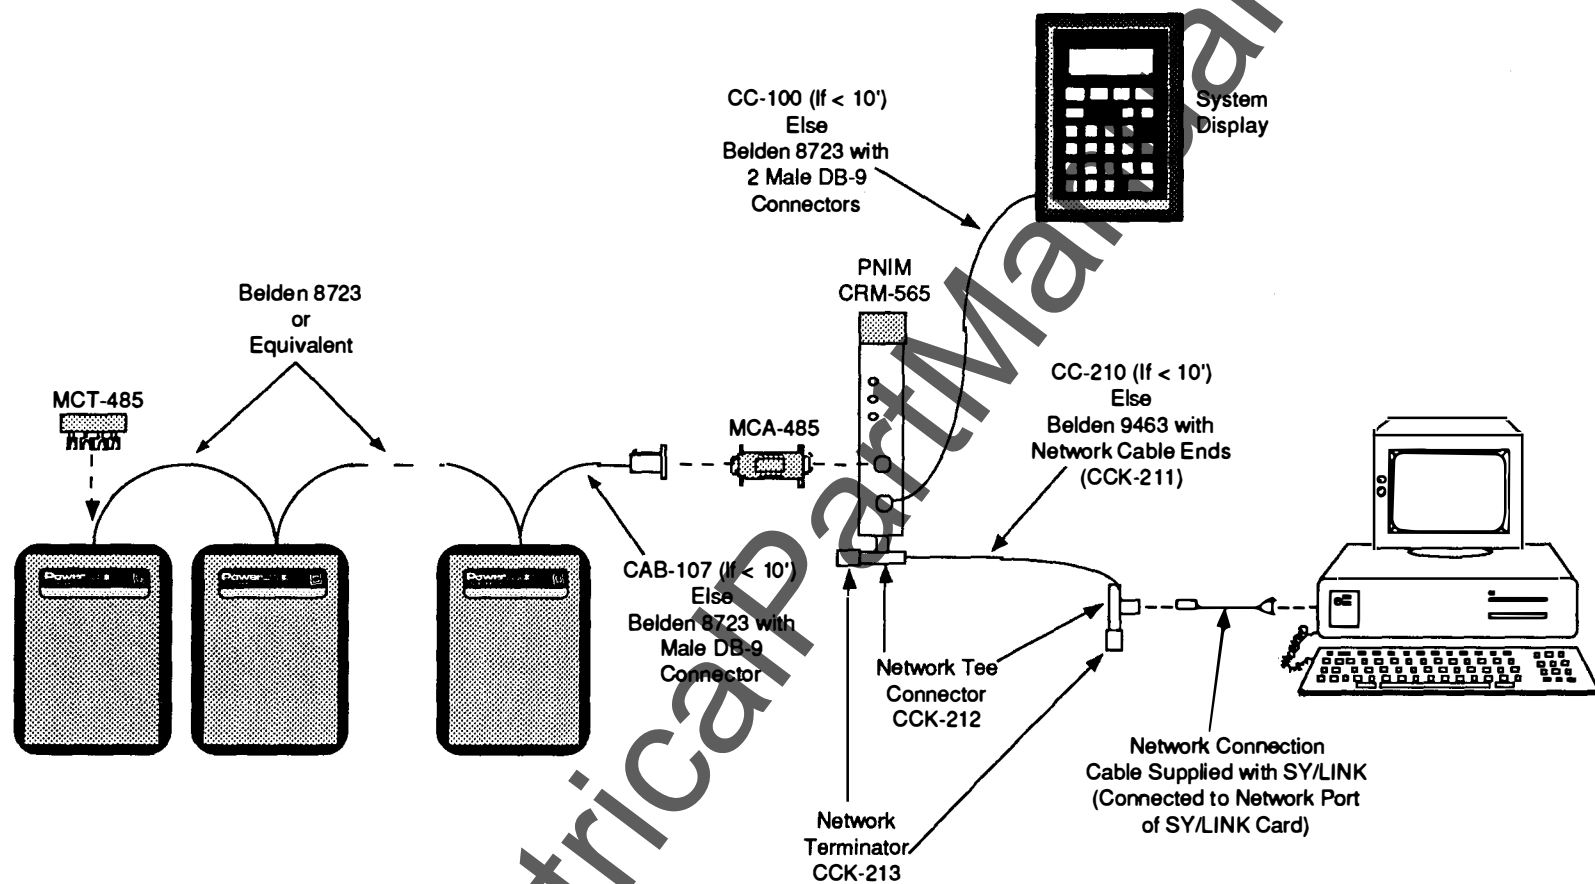 CC-100 (If < 10')
Else
Belden 8723 with
2 Male DB-9
Connectors
System
Display
PNIM
CRM-565
Belden 8723
or
Equivalent
MCT-485
MCA-485
CC-210 (If < 10')
Else
Belden 9463 with
Network Cable Ends
(CCK-211)
CAB-107 (If < 10')
Else
Belden 8723 with
Male DB-9
Connector
Network Tee
Connector
CCK-212
Network Connection
Cable Supplied with SY/LINK
(Connected to Network Port
of SY/LINK Card)
Network
Terminator
CCK-213